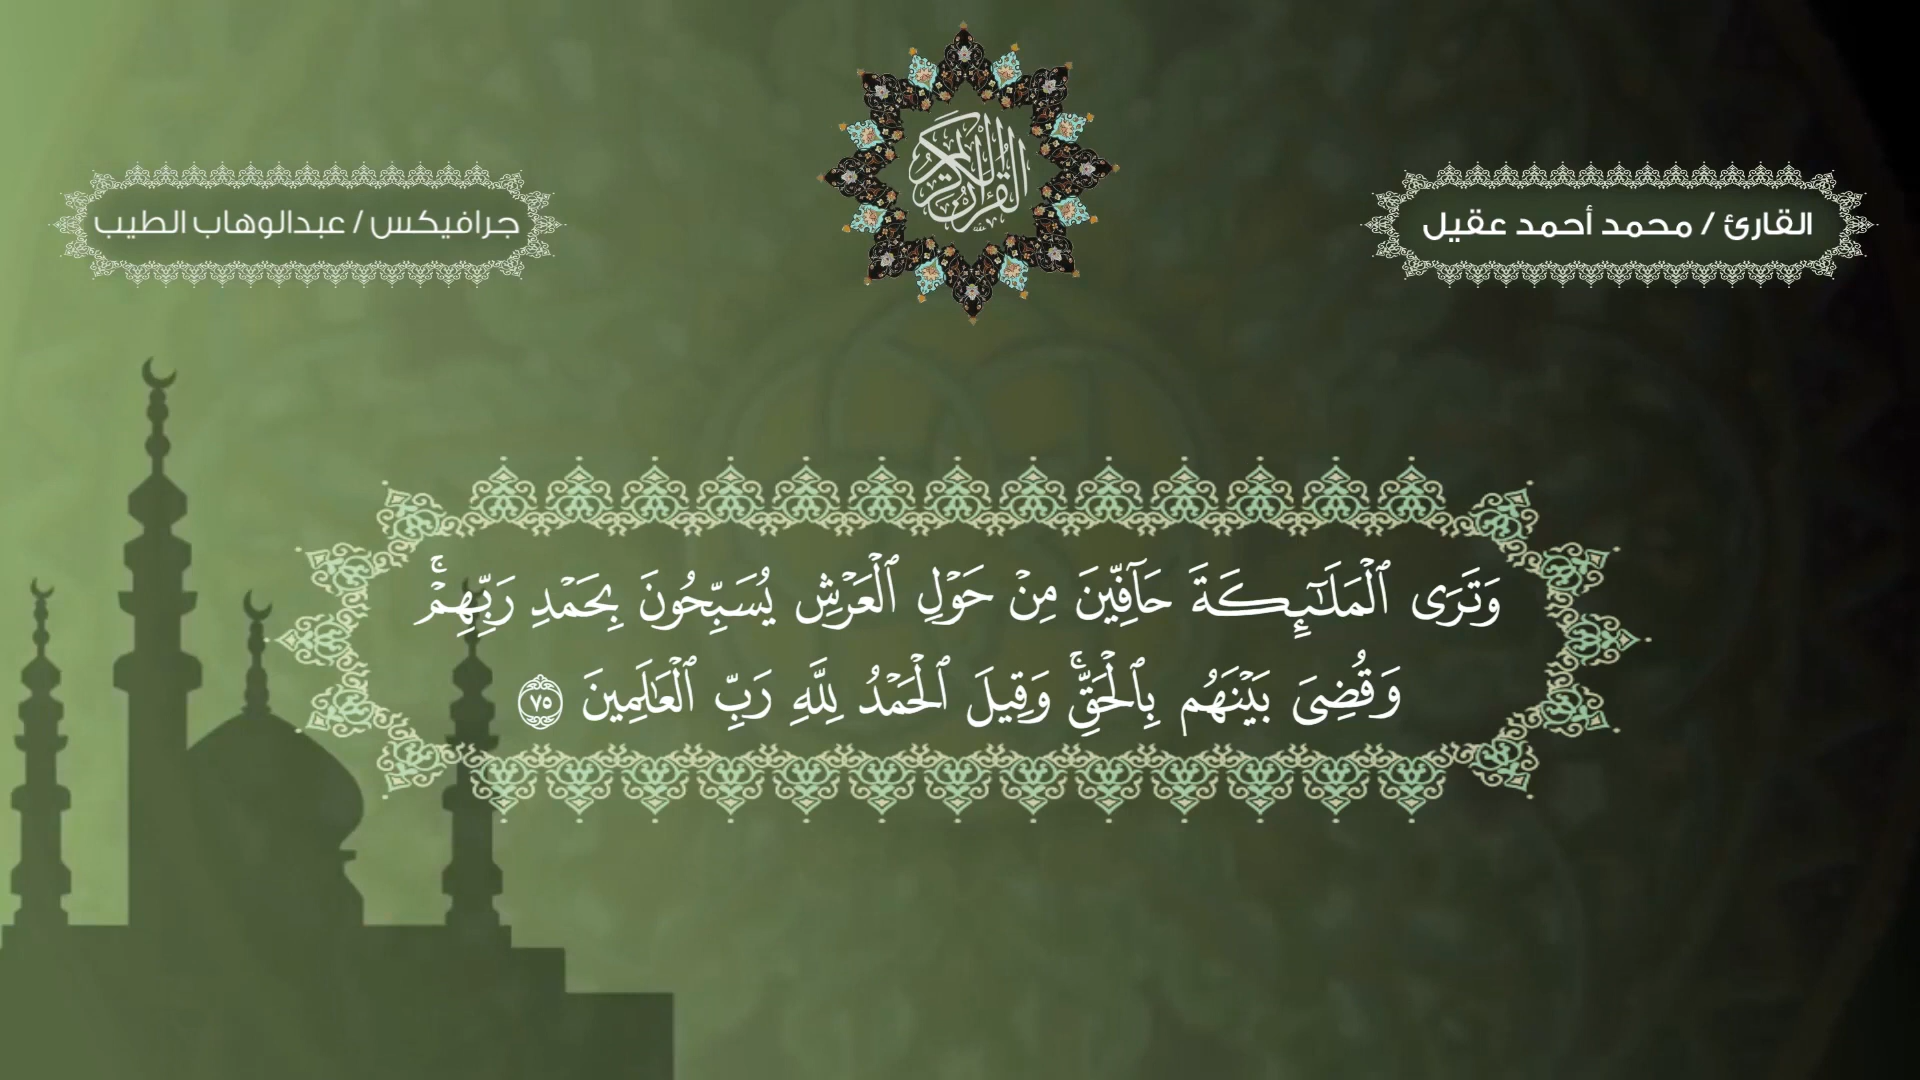 القرآن الكريم
القارئ / محمد أحمد عقيل
جرافيكس / عبدالوهاب الطيب
وَتَرَى ٱلْمَلَٰٓئِكَةَ حَآفِّينَ مِنْ حَوْلِ ٱلْعَرْشِ يُسَبِّحُونَ بِحَمْدِ رَبِّهِمْۖ
وَقُضِىَ بَيْنَهُم بِٱلْحَقِّۚ وَقِيلَ ٱلْحَمْدُ لِلَّهِ رَبِّ ٱلْعَٰلَمِينَ ٧٥